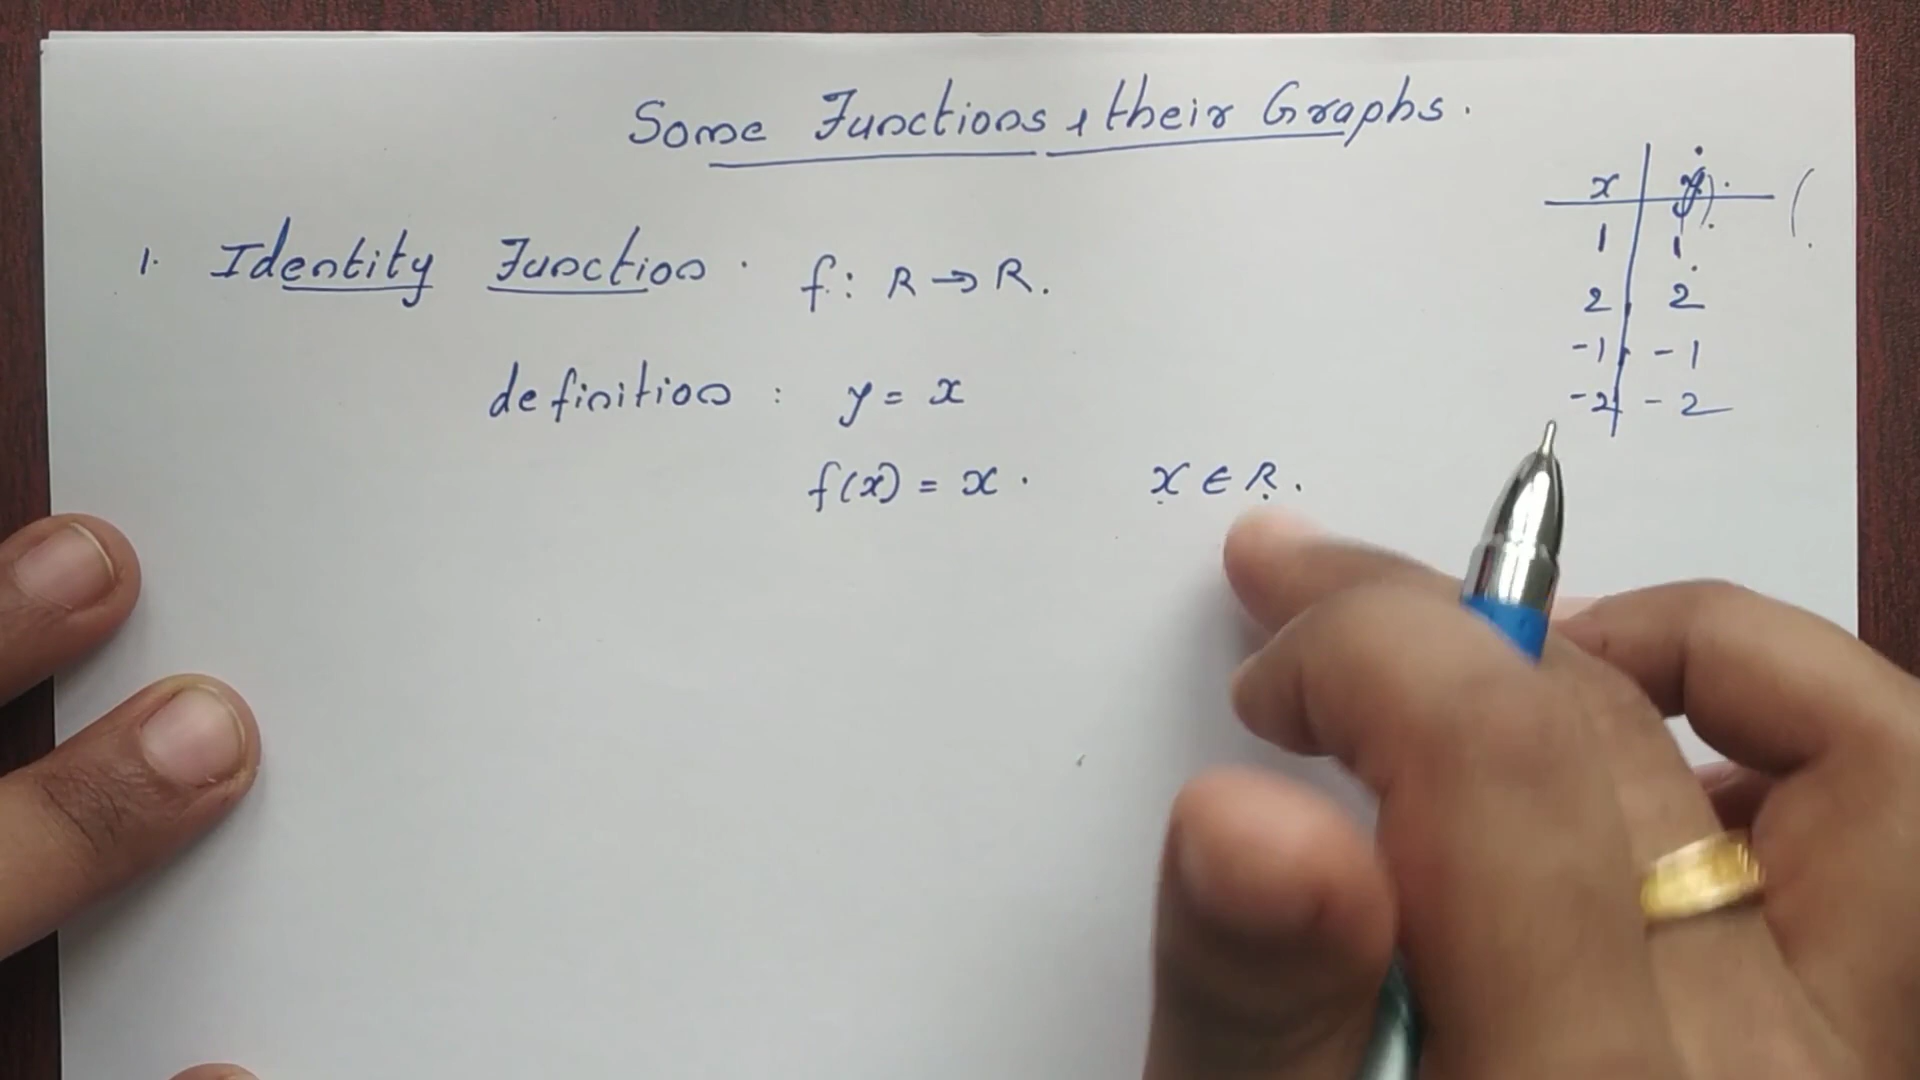 Some Functions & their Graphs.
1. Identity Function. f: R → R.
definition : y = x
f(x) = x. x ∈ R.
x y
1 1
2 2
-1 -1
-2 -2